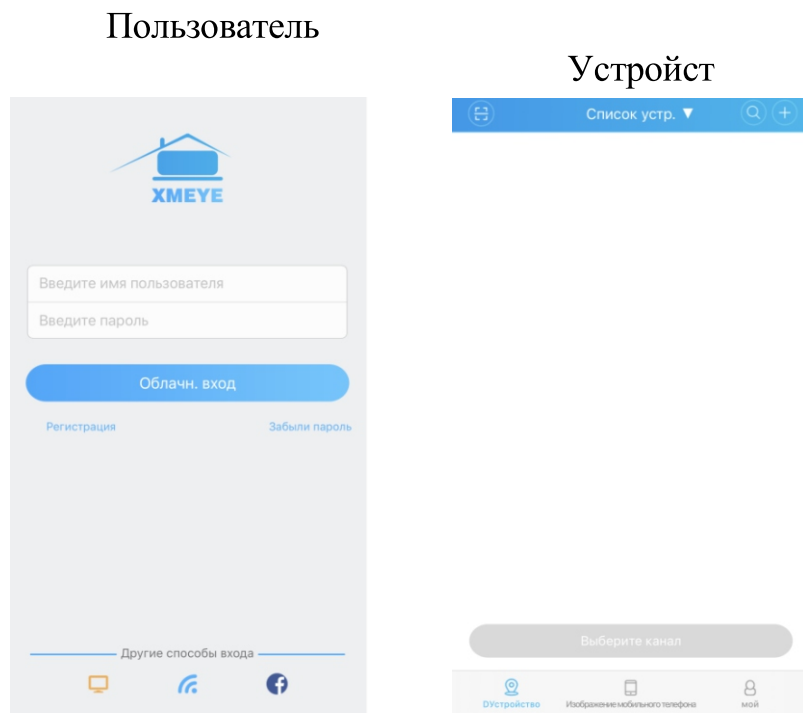 Пользователь
Устройст
XMEYE
Введите имя пользователя
Введите пароль
Облачн. вход
Регистрация
Забыли пароль
Другие способы входа
Список устр. ▼
Выберите канал
DУстройство
Изображение мобильного телефона
мой